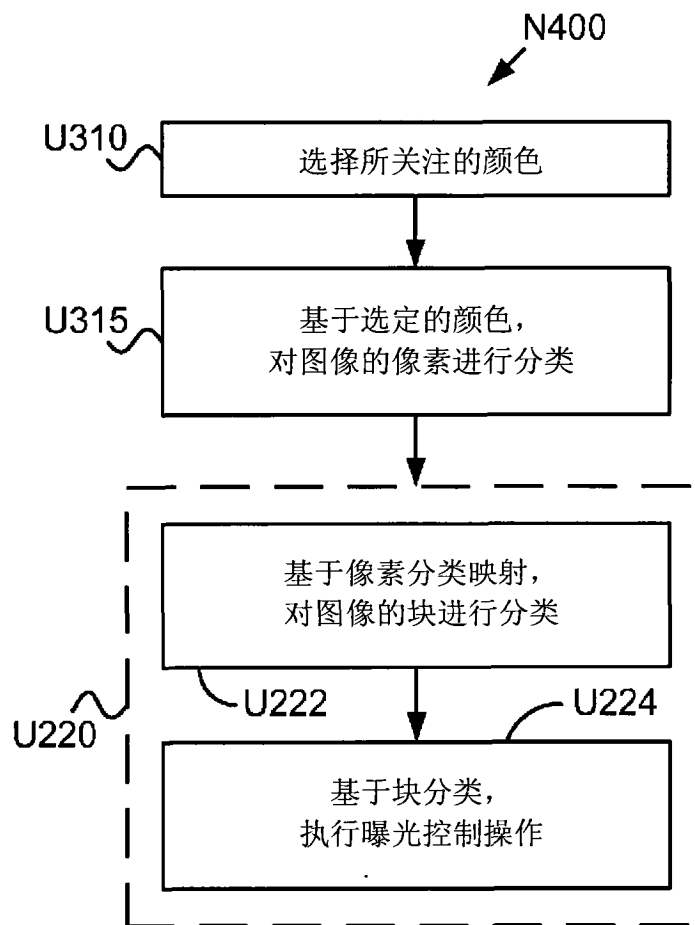 N400
U310
选择所关注的颜色
U315
基于选定的颜色，
对图像的像素进行分类
基于像素分类映射，
对图像的块进行分类
U222
U220
U224
基于块分类，
执行曝光控制操作